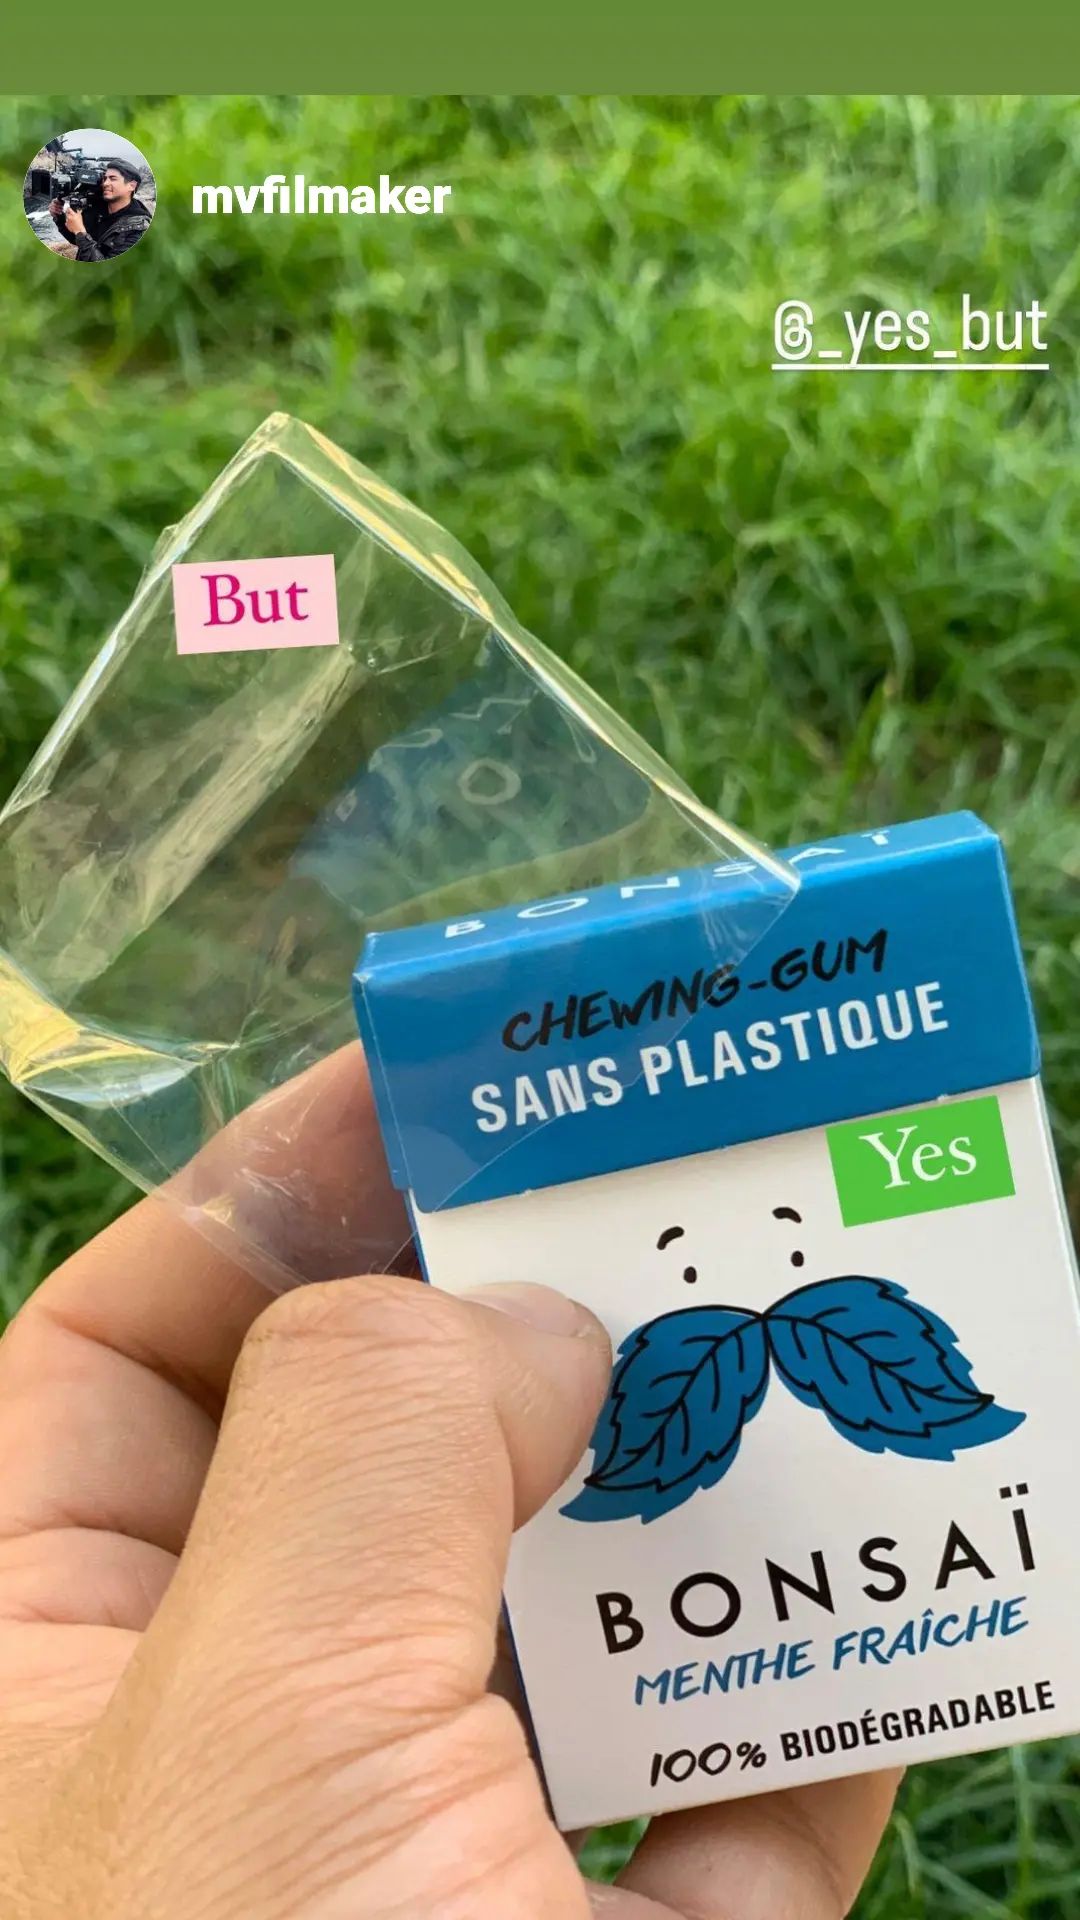 mvfilmaker
@_yes_but
But
BONSAÏ
CHEWING-GUM
SANS PLASTIQUE
Yes
BONSAÏ
MENTHE FRAÎCHE
100% BIODÉGRADABLE